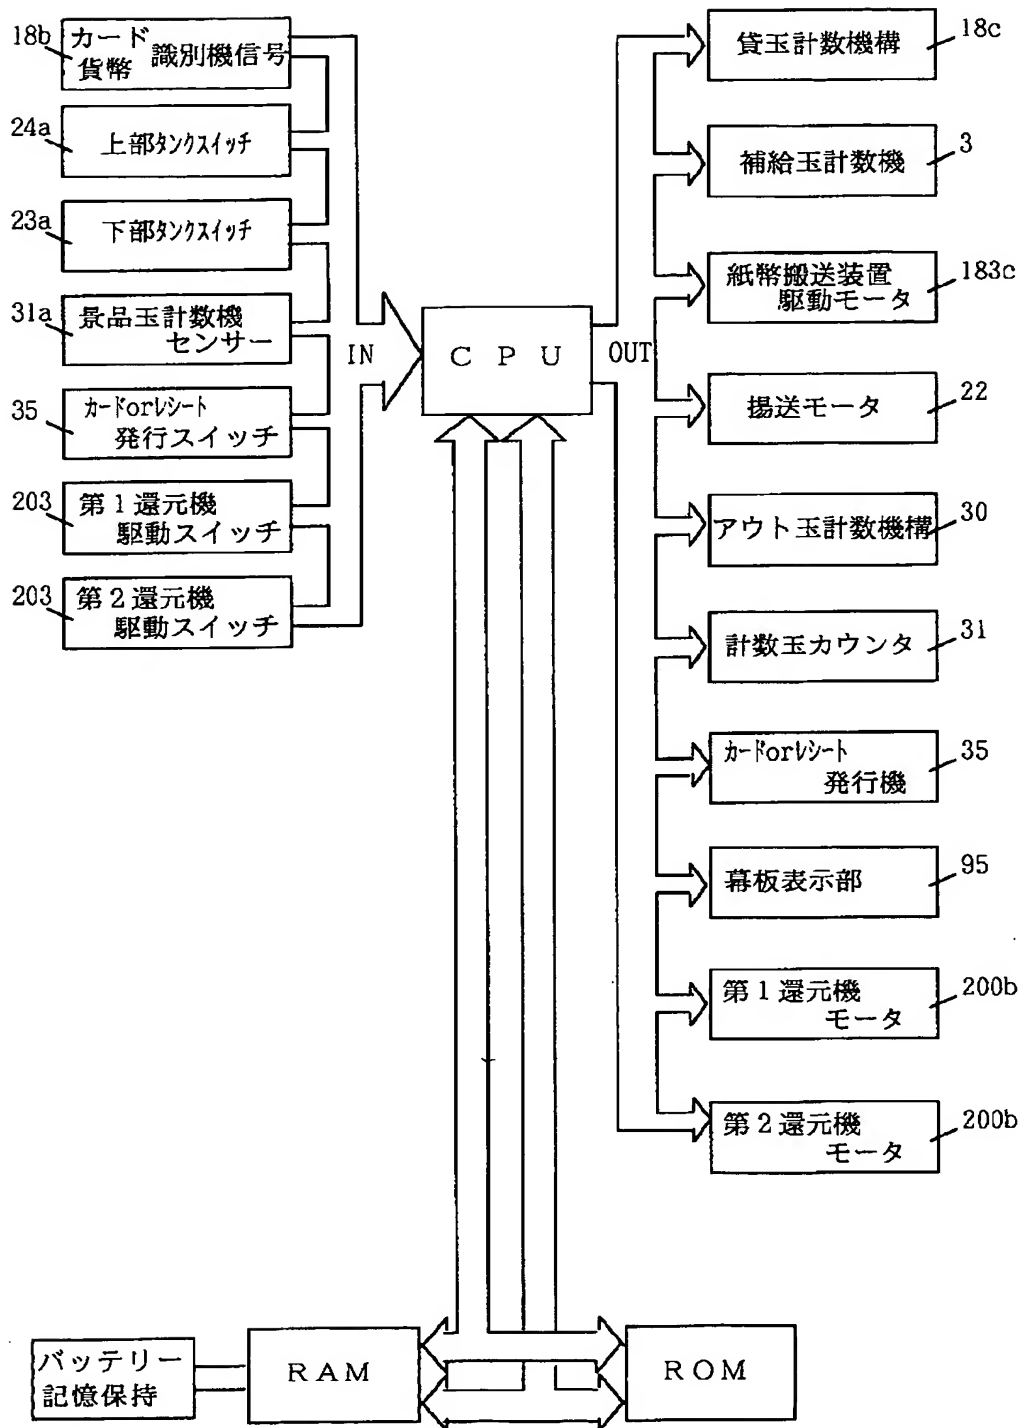 18b
カード
貨幣 識別機信号
24a
上部タンクスイッチ
23a
下部タンクスイッチ
31a
景品玉計数機
センサー
35
カードorレシート
発行スイッチ
203
第1還元機
駆動スイッチ
203
第2還元機
駆動スイッチ
IN
CPU
OUT
貸玉計数機構
18c
補給玉計数機
3
紙幣搬送装置
駆動モータ
183c
揚送モータ
22
アウト玉計数機構
30
計数玉カウンタ
31
カードorレシート
発行機
35
幕板表示部
95
第1還元機
モータ
200b
第2還元機
モータ
200b
バッテリー
記憶保持
RAM
ROM